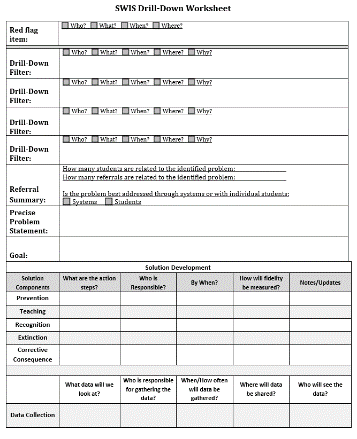 SWIS Drill-Down Worksheet
Red flag item: Who? What? When? Where?
Drill-Down Filter: Who? What? When? Where? Why?
Drill-Down Filter: Who? What? When? Where? Why?
Drill-Down Filter: Who? What? When? Where? Why?
Drill-Down Filter: Who? What? When? Where? Why?
Referral Summary:
How many students are related to the identified problem:
How many referrals are related to the identified problem:
Is the problem best addressed through systems or with individual students:
Systems Students
Precise Problem Statement:
Goal:
Solution Development
Solution Components What are the action steps? Who is Responsible? By When? How will fidelity be measured? Notes/Updates
Prevention
Teaching
Recognition
Extinction
Corrective Consequence
What data will we look at? Who is responsible for gathering the data? When/How often will data be gathered? Where will data be shared? Who will see the data?
Data Collection